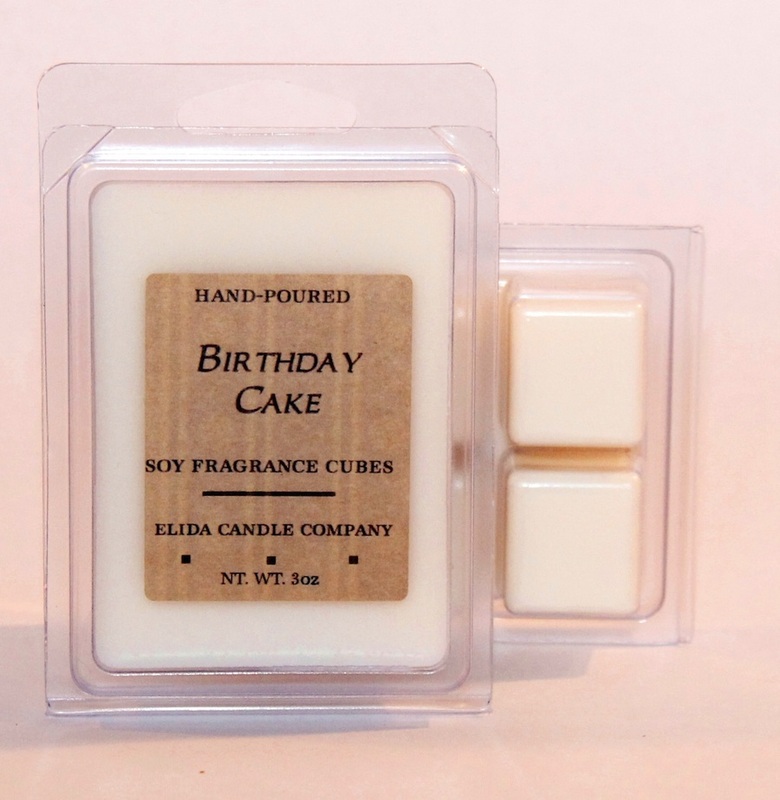 HAND-POURED
BIRTHDAY
CAKE
SOY FRAGRANCE CUBES
ELIDA CANDLE COMPANY
NT. WT. 3oz